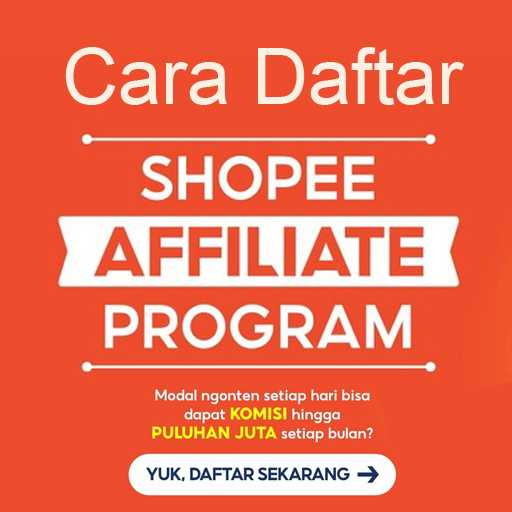 Cara Daftar
SHOPEE
AFFILIATE
PROGRAM
Modal ngonten setiap hari bisa
dapat KOMISI hingga
PULUHAN JUTA setiap bulan?
YUK, DAFTAR SEKARANG →